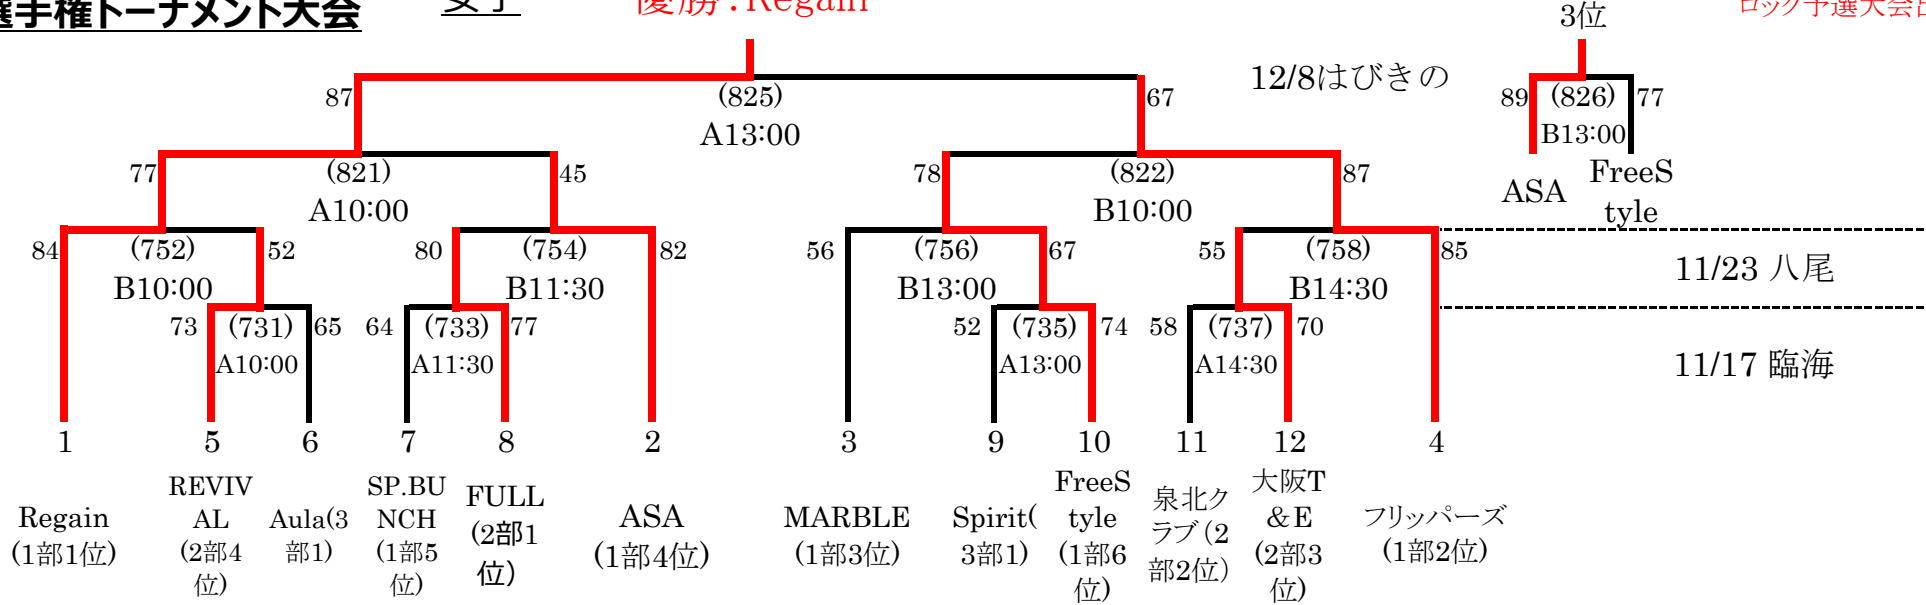 選手権トーナメント大会 女子 優勝:Regain
3位
87 (825) 67 12/8はびきの 89 (826) 77
A13:00 B13:00
77 (821) 45 78 (822) 87 ASA FreeS
tyle
A10:00 B10:00
84 (752) 52 80 (754) 82 56 (756) 67 55 (758) 85
B10:00 B11:30 B13:00 B14:30 11/23 八尾
73 (731) 65 64 (733) 77 52 (735) 74 58 (737) 70
A10:00 A11:30 A13:00 A14:30 11/17 臨海
1 5 6 7 8 2 3 9 10 11 12 4
Regain
(1部1位)
REVIV
AL
(2部4
位)
Aula(3
部1)
SP.BU
NCH
(1部5
位)
FULL
(2部1
位)
ASA
(1部4位)
MARBLE
(1部3位)
Spirit(
3部1)
FreeS
tyle
(1部6
位)
泉北ク
ラブ(2
部2位)
大阪T
&E
(2部3
位)
フリッパーズ
(1部2位)